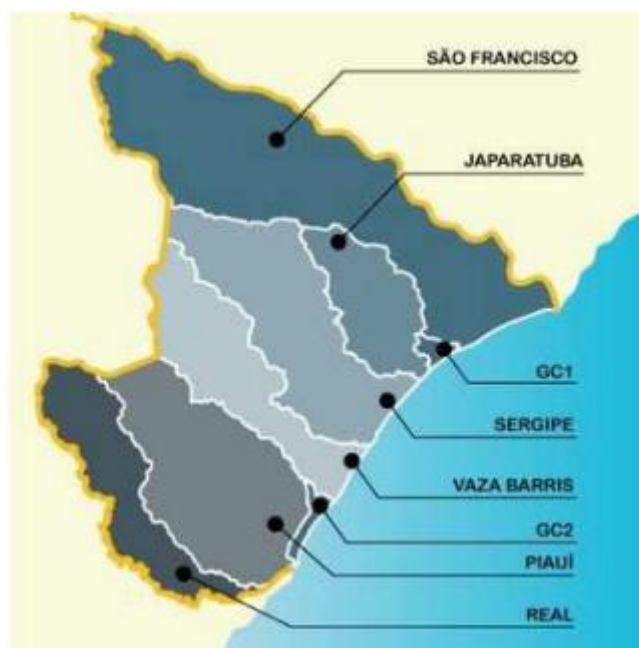 SÃO FRANCISCO
JAPARATUBA
GC1
SERGIPE
VAZA BARRIS
GC2
PIAUÍ
REAL